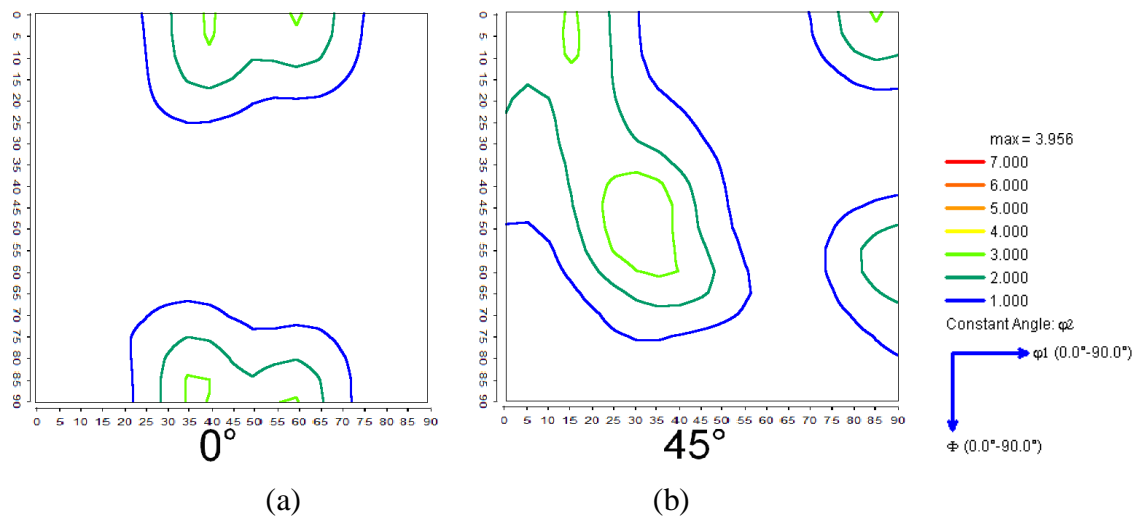 0 5 10 15 20 25 30 35 40 45 50 55 60 65 70 75 80 85 90
0 5 10 15 20 25 30 35 40 45 50 55 60 65 70 75 80 85 90
0°
(a)
0 5 10 15 20 25 30 35 40 45 50 55 60 65 70 75 80 85 90
0 5 10 15 20 25 30 35 40 45 50 55 60 65 70 75 80 85 90
45°
(b)
max = 3.956
7.000
6.000
5.000
4.000
3.000
2.000
1.000
Constant Angle: φ2
φ1 (0.0°-90.0°)
Φ (0.0°-90.0°)